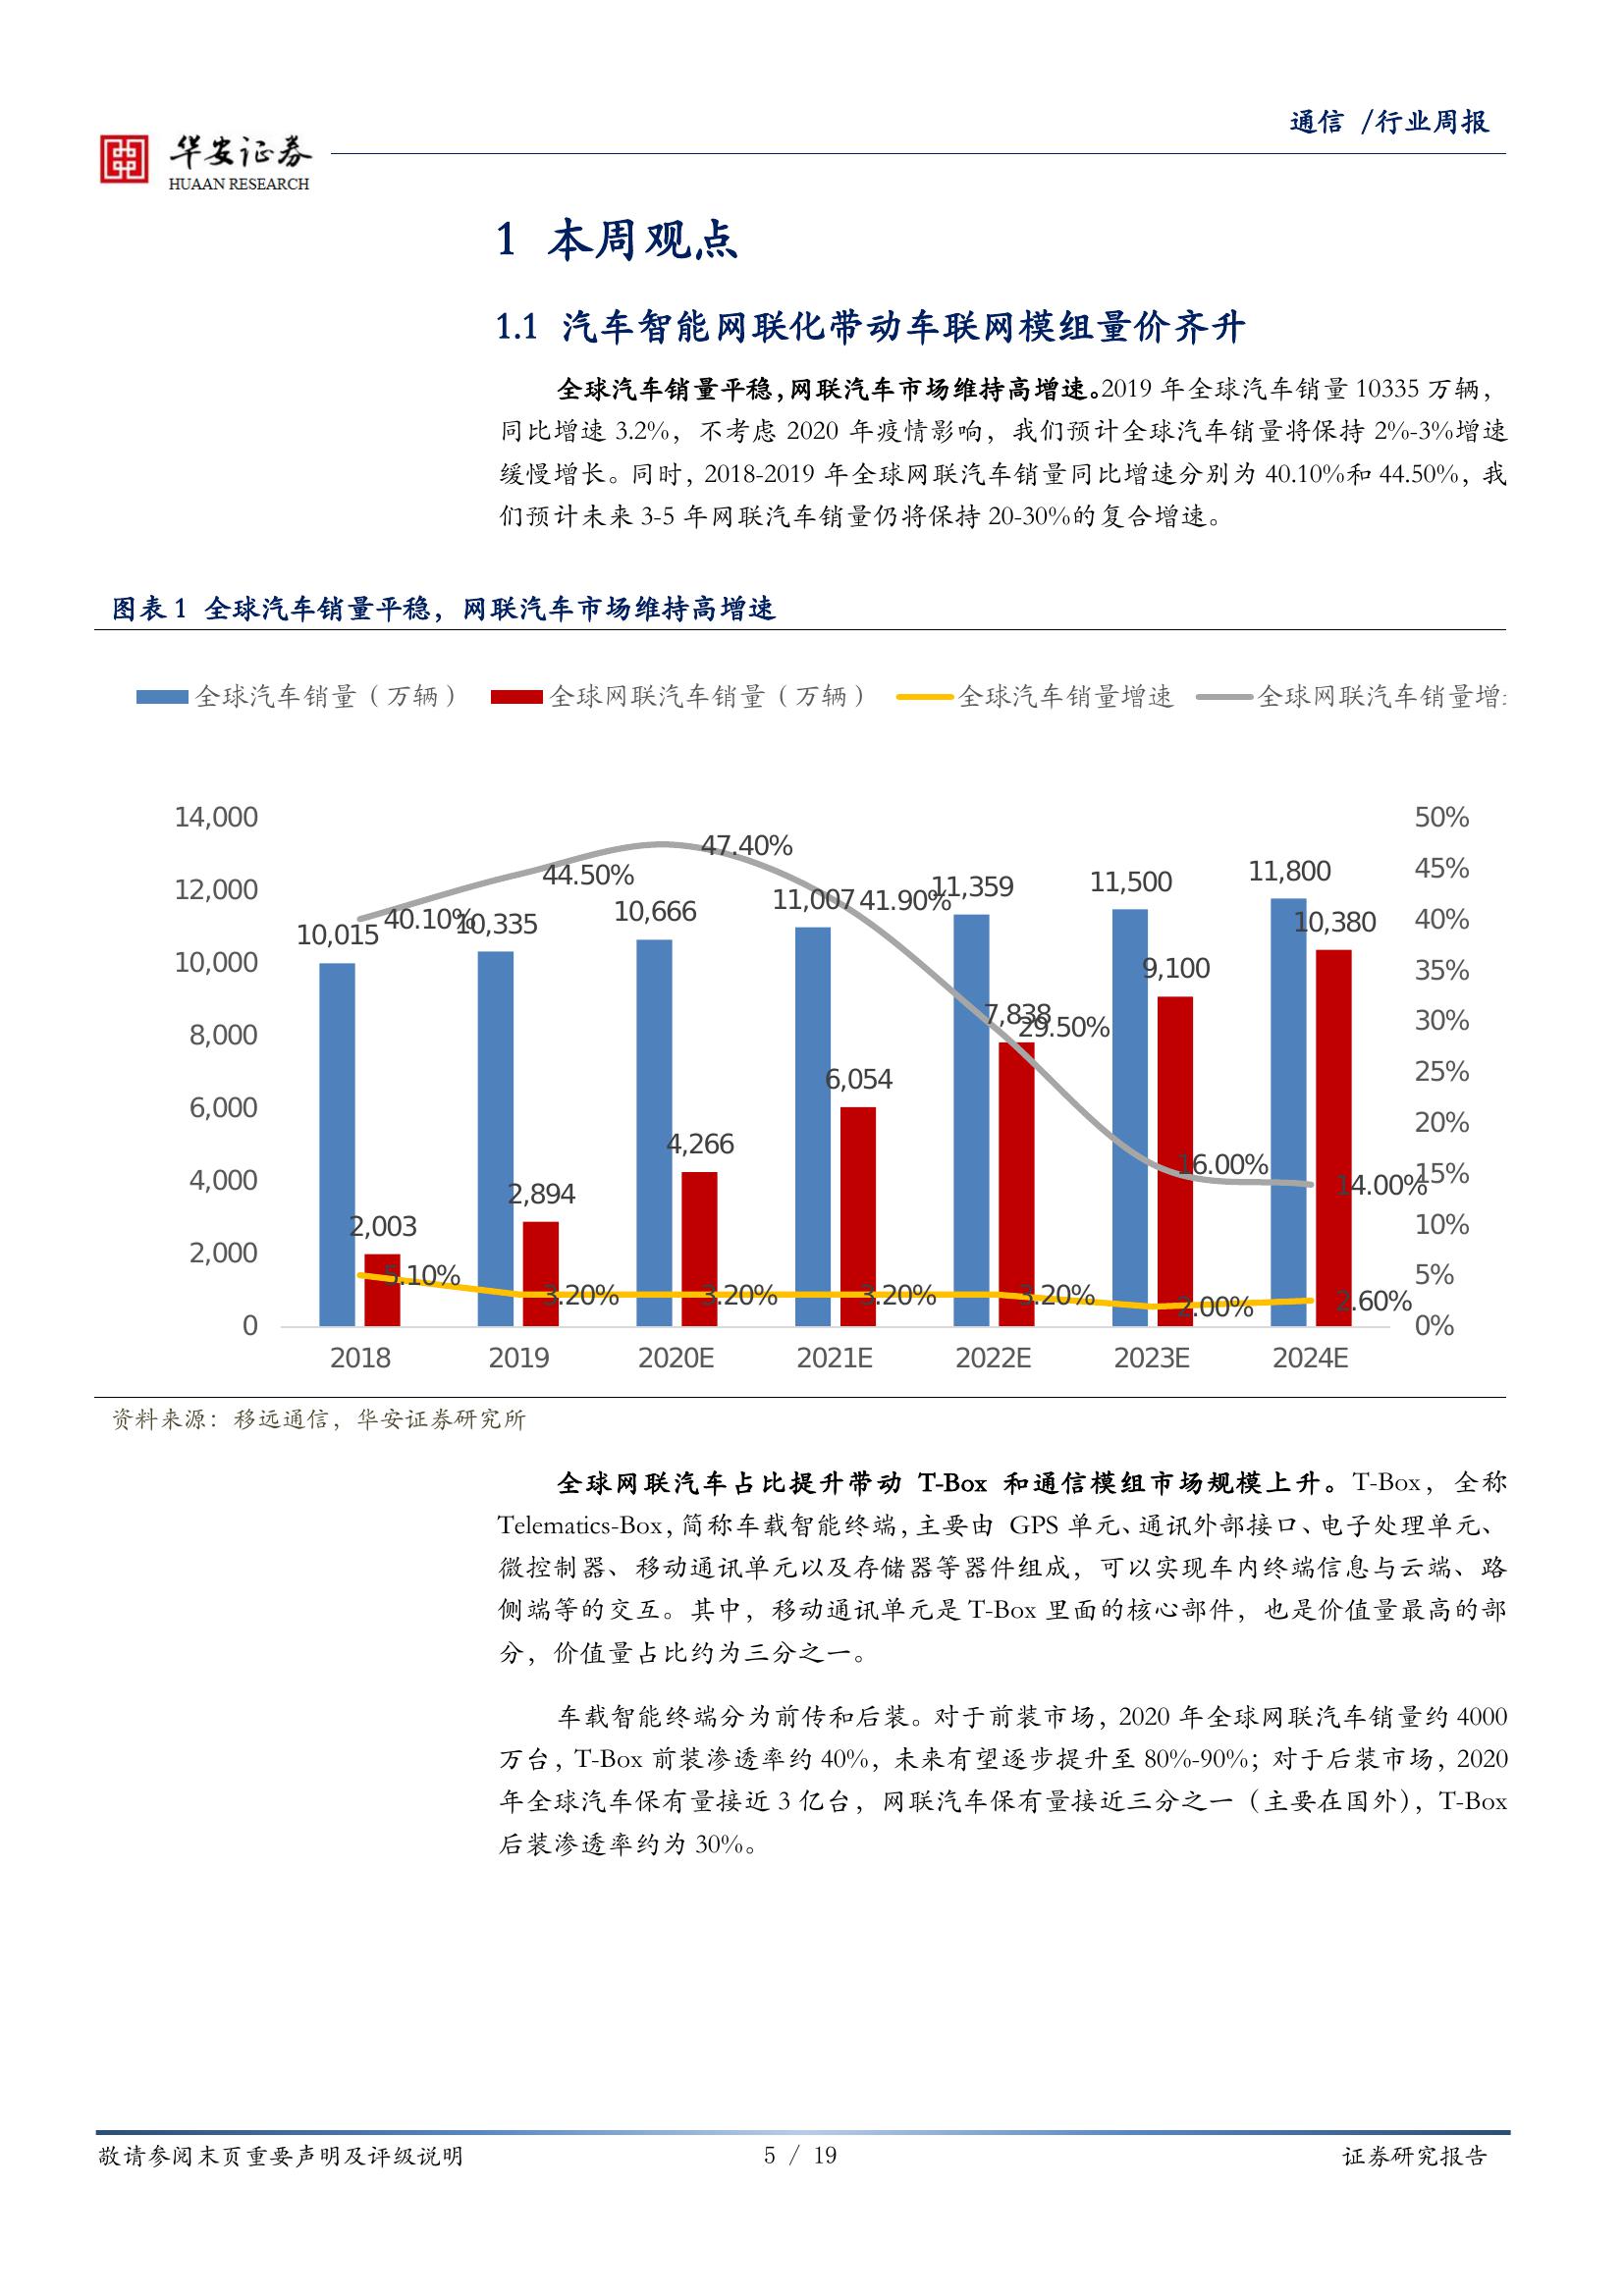 通信 /行业周报
华安证券
HUAAN RESEARCH
1 本周观点
1.1 汽车智能网联化带动车联网模组量价齐升
全球汽车销量平稳，网联汽车市场维持高增速。2019 年全球汽车销量 10335 万辆，
同比增速 3.2%，不考虑 2020 年疫情影响，我们预计全球汽车销量将保持 2%-3%增速
缓慢增长。同时，2018-2019 年全球网联汽车销量同比增速分别为 40.10%和 44.50%，我
们预计未来 3-5 年网联汽车销量仍将保持 20-30%的复合增速。
图表 1 全球汽车销量平稳，网联汽车市场维持高增速
全球汽车销量（万辆） 全球网联汽车销量（万辆） 全球汽车销量增速 全球网联汽车销量增
14,000 50%
47.40%
12,000 44.50% 45%
10,015 40.10% 10,335 10,666 11,007 41.90% 11,359 11,500 11,800
10,380 40%
10,000 9,100 35%
8,000 7,838 29.50% 30%
6,054 25%
6,000 20%
4,266 16.00%
4,000 2,894 14.00% 15%
2,003 10%
2,000 5.10% 3.20% 3.20% 3.20% 3.20% 2.00% 2.60% 5%
0 0%
2018 2019 2020E 2021E 2022E 2023E 2024E
资料来源：移远通信，华安证券研究所
全球网联汽车占比提升带动 T-Box 和通信模组市场规模上升。T-Box，全称
Telematics-Box，简称车载智能终端，主要由 GPS 单元、通讯外部接口、电子处理单元、
微控制器、移动通讯单元以及存储器等器件组成，可以实现车内终端信息与云端、路
侧端等的交互。其中，移动通讯单元是 T-Box 里面的核心部件，也是价值量最高的部
分，价值量占比约为三分之一。
车载智能终端分为前传和后装。对于前装市场，2020 年全球网联汽车销量约 4000
万台，T-Box 前装渗透率约 40%，未来有望逐步提升至 80%-90%；对于后装市场，2020
年全球汽车保有量接近 3 亿台，网联汽车保有量接近三分之一（主要在国外），T-Box
后装渗透率约为 30%。
敬请参阅末页重要声明及评级说明 5 / 19 证券研究报告